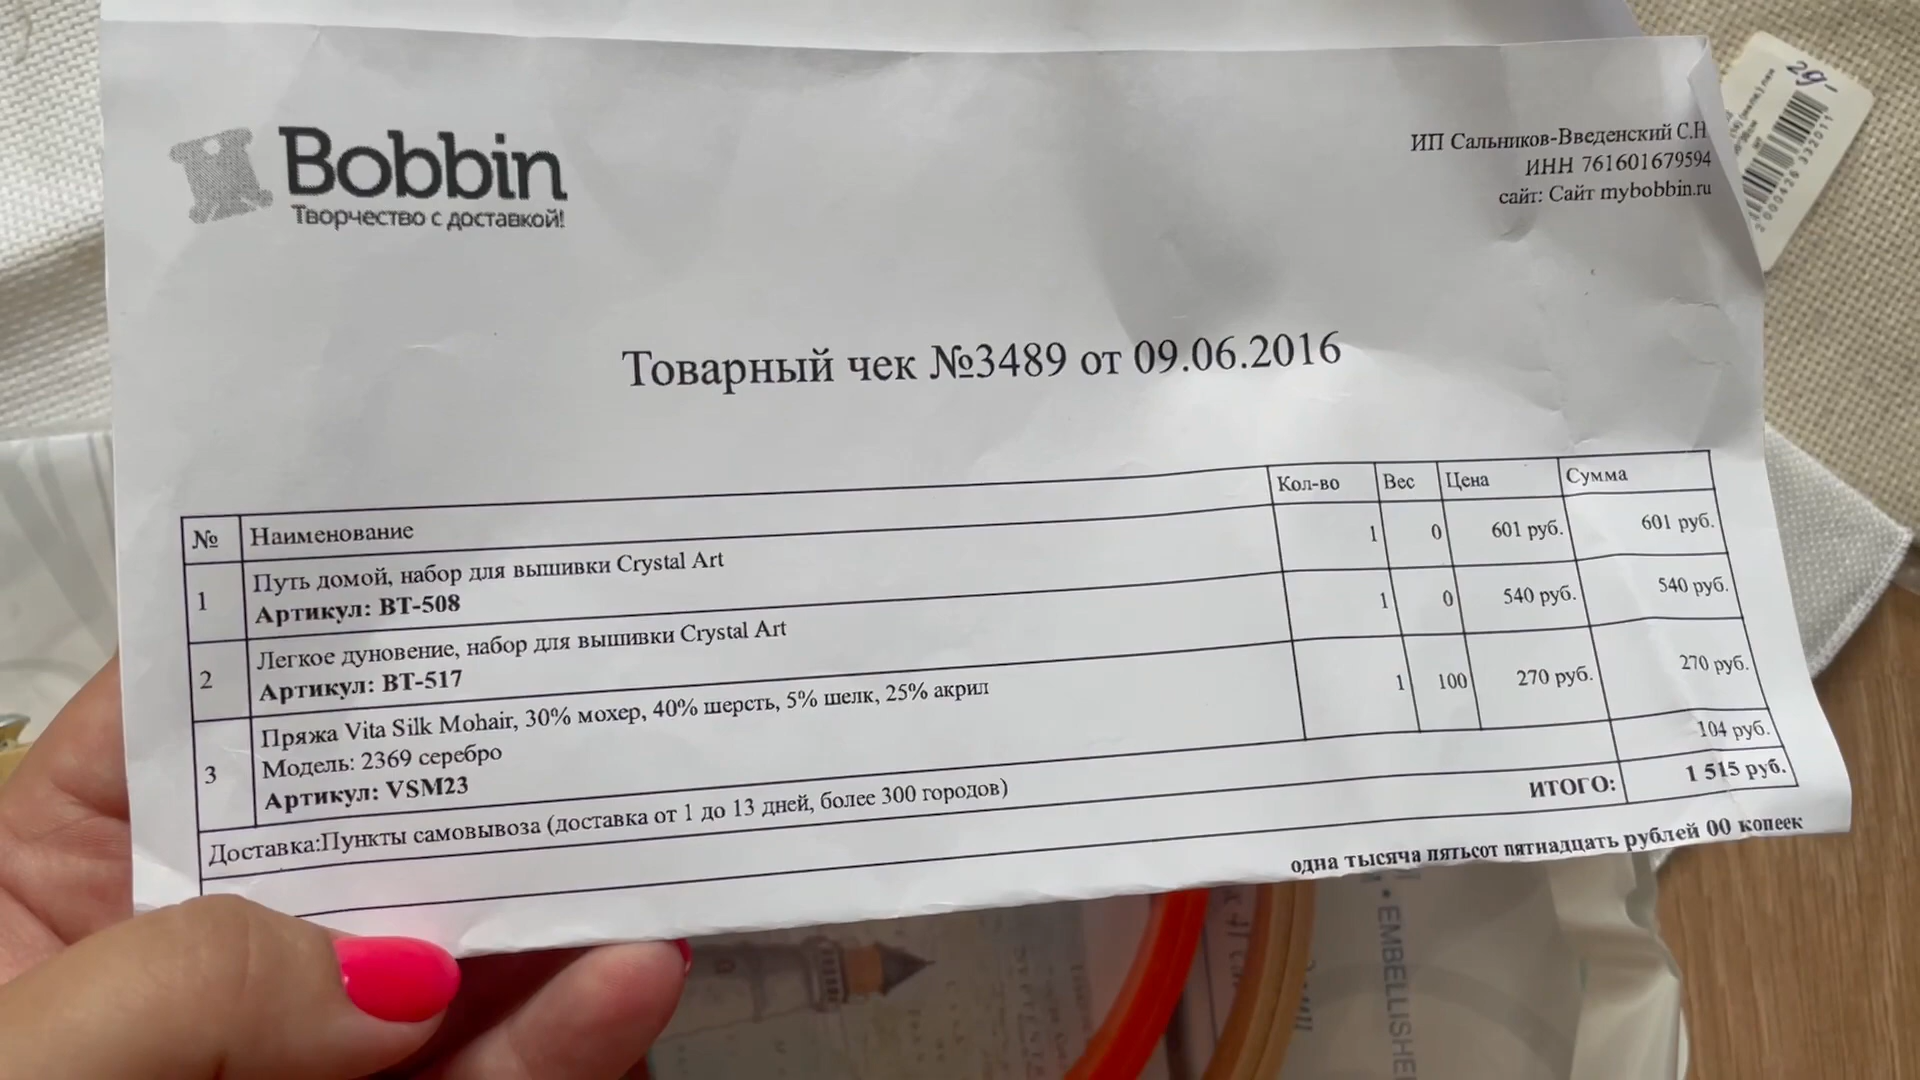 Bobbin
Творчество с доставкой!
ИП Сальников-Введенский С.Н
ИНН 761601679594
сайт: Сайт mybobbin.ru
29,-
Товарный чек №3489 от 09.06.2016
№ Наименование Кол-во Вес Цена Сумма
1 Путь домой, набор для вышивки Crystal Art 1 0 601 руб. 601 руб.
Артикул: BT-508
2 Легкое дуновение, набор для вышивки Crystal Art 1 0 540 руб. 540 руб.
Артикул: BT-517
3 Пряжа Vita Silk Mohair, 30% мохер, 40% шерсть, 5% шелк, 25% акрил 1 100 270 руб. 270 руб.
Модель: 2369 серебро
Артикул: VSM23
Доставка:Пункты самовывоза (доставка от 1 до 13 дней, более 300 городов) 104 руб.
ИТОГО: 1 515 руб.
одна тысяча пятьсот пятнадцать рублей 00 копеек
• EMBELLISHE